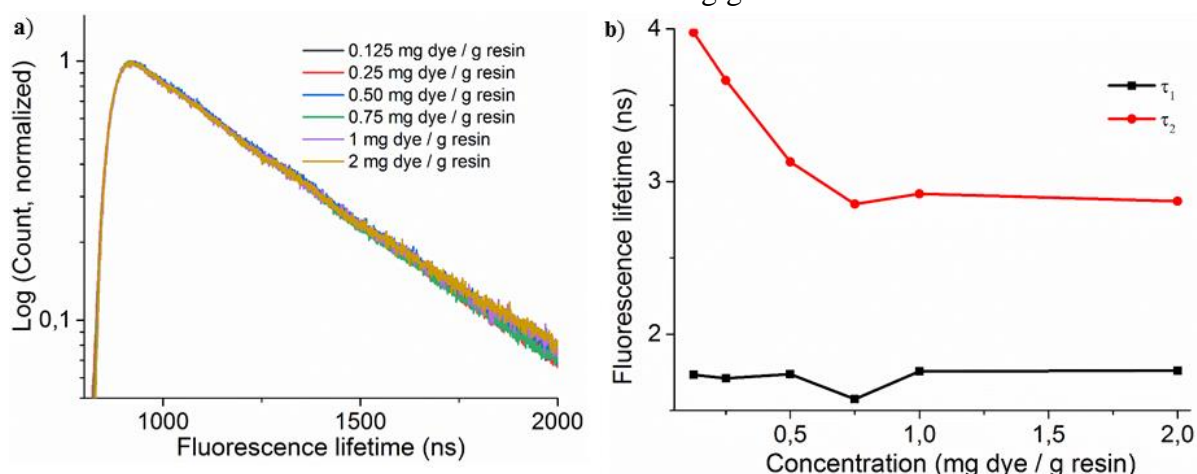 a)
1
0,1
Log (Count, normalized)
0.125 mg dye / g resin
0.25 mg dye / g resin
0.50 mg dye / g resin
0.75 mg dye / g resin
1 mg dye / g resin
2 mg dye / g resin
1000
1500
2000
Fluorescence lifetime (ns)
b)
4
3
2
Fluorescence lifetime (ns)
τ₁
τ₂
0,5
1,0
1,5
2,0
Concentration (mg dye / g resin)